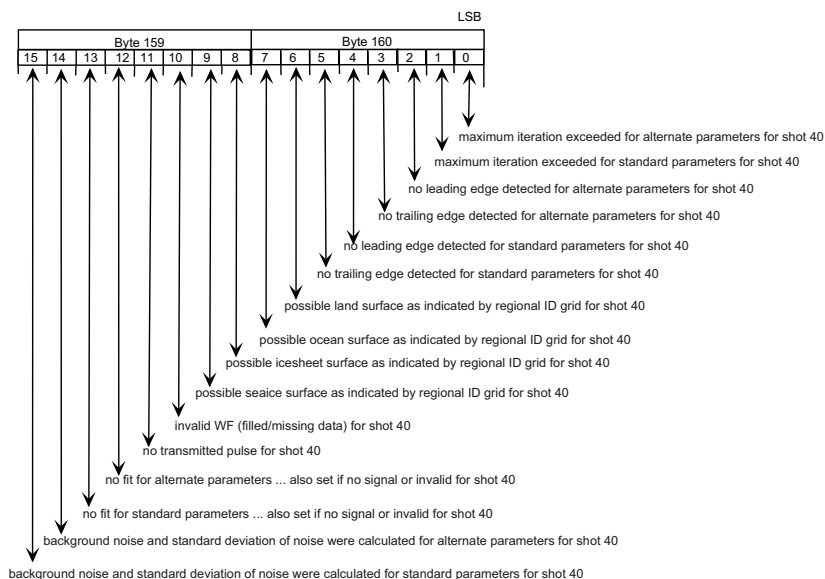 LSB
Byte 159 Byte 160
15 14 13 12 11 10 9 8 7 6 5 4 3 2 1 0
maximum iteration exceeded for alternate parameters for shot 40
maximum iteration exceeded for standard parameters for shot 40
no leading edge detected for alternate parameters for shot 40
no trailing edge detected for alternate parameters for shot 40
no leading edge detected for standard parameters for shot 40
no trailing edge detected for standard parameters for shot 40
possible land surface as indicated by regional ID grid for shot 40
possible ocean surface as indicated by regional ID grid for shot 40
possible icesheet surface as indicated by regional ID grid for shot 40
possible seaice surface as indicated by regional ID grid for shot 40
invalid WF (filled/missing data) for shot 40
no transmitted pulse for shot 40
no fit for alternate parameters ... also set if no signal or invalid for shot 40
no fit for standard parameters ... also set if no signal or invalid for shot 40
background noise and standard deviation of noise were calculated for alternate parameters for shot 40
background noise and standard deviation of noise were calculated for standard parameters for shot 40